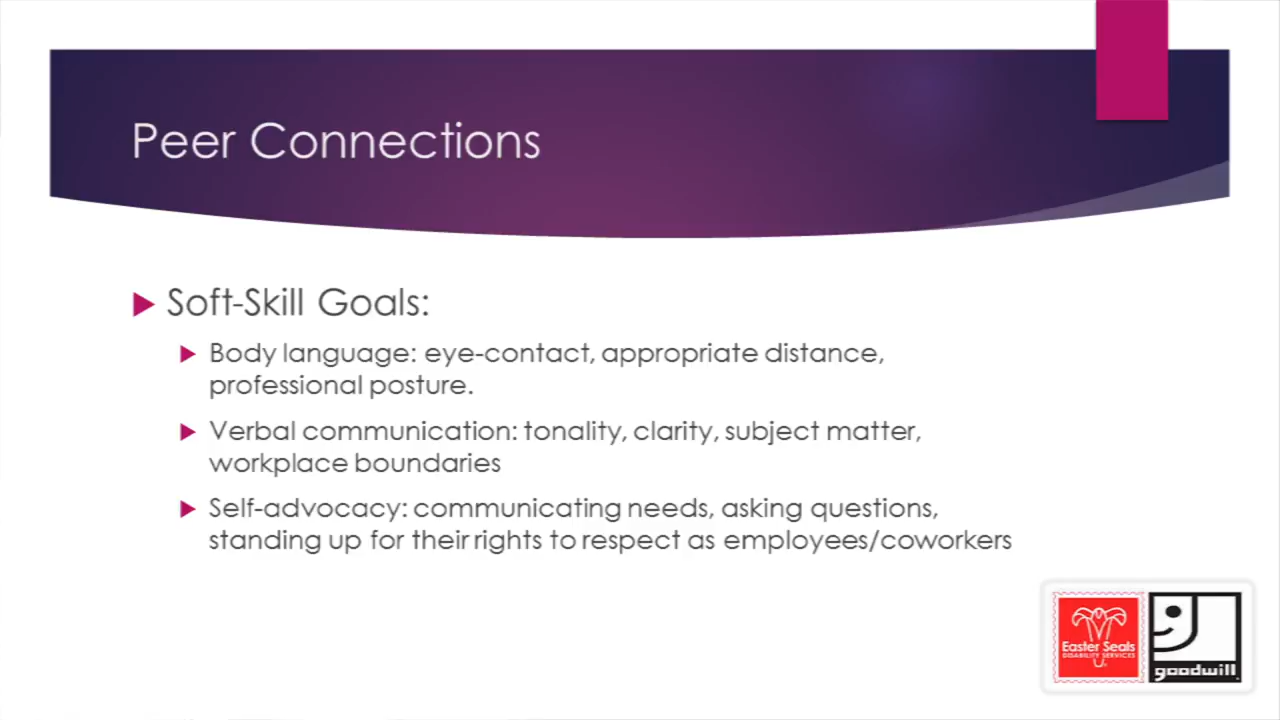 Peer Connections
Soft-Skill Goals:
Body language: eye-contact, appropriate distance,
professional posture.
Verbal communication: tonality, clarity, subject matter,
workplace boundaries
Self-advocacy: communicating needs, asking questions,
standing up for their rights to respect as employees/coworkers
Easter Seals
DISABILITY SERVICES
goodwill